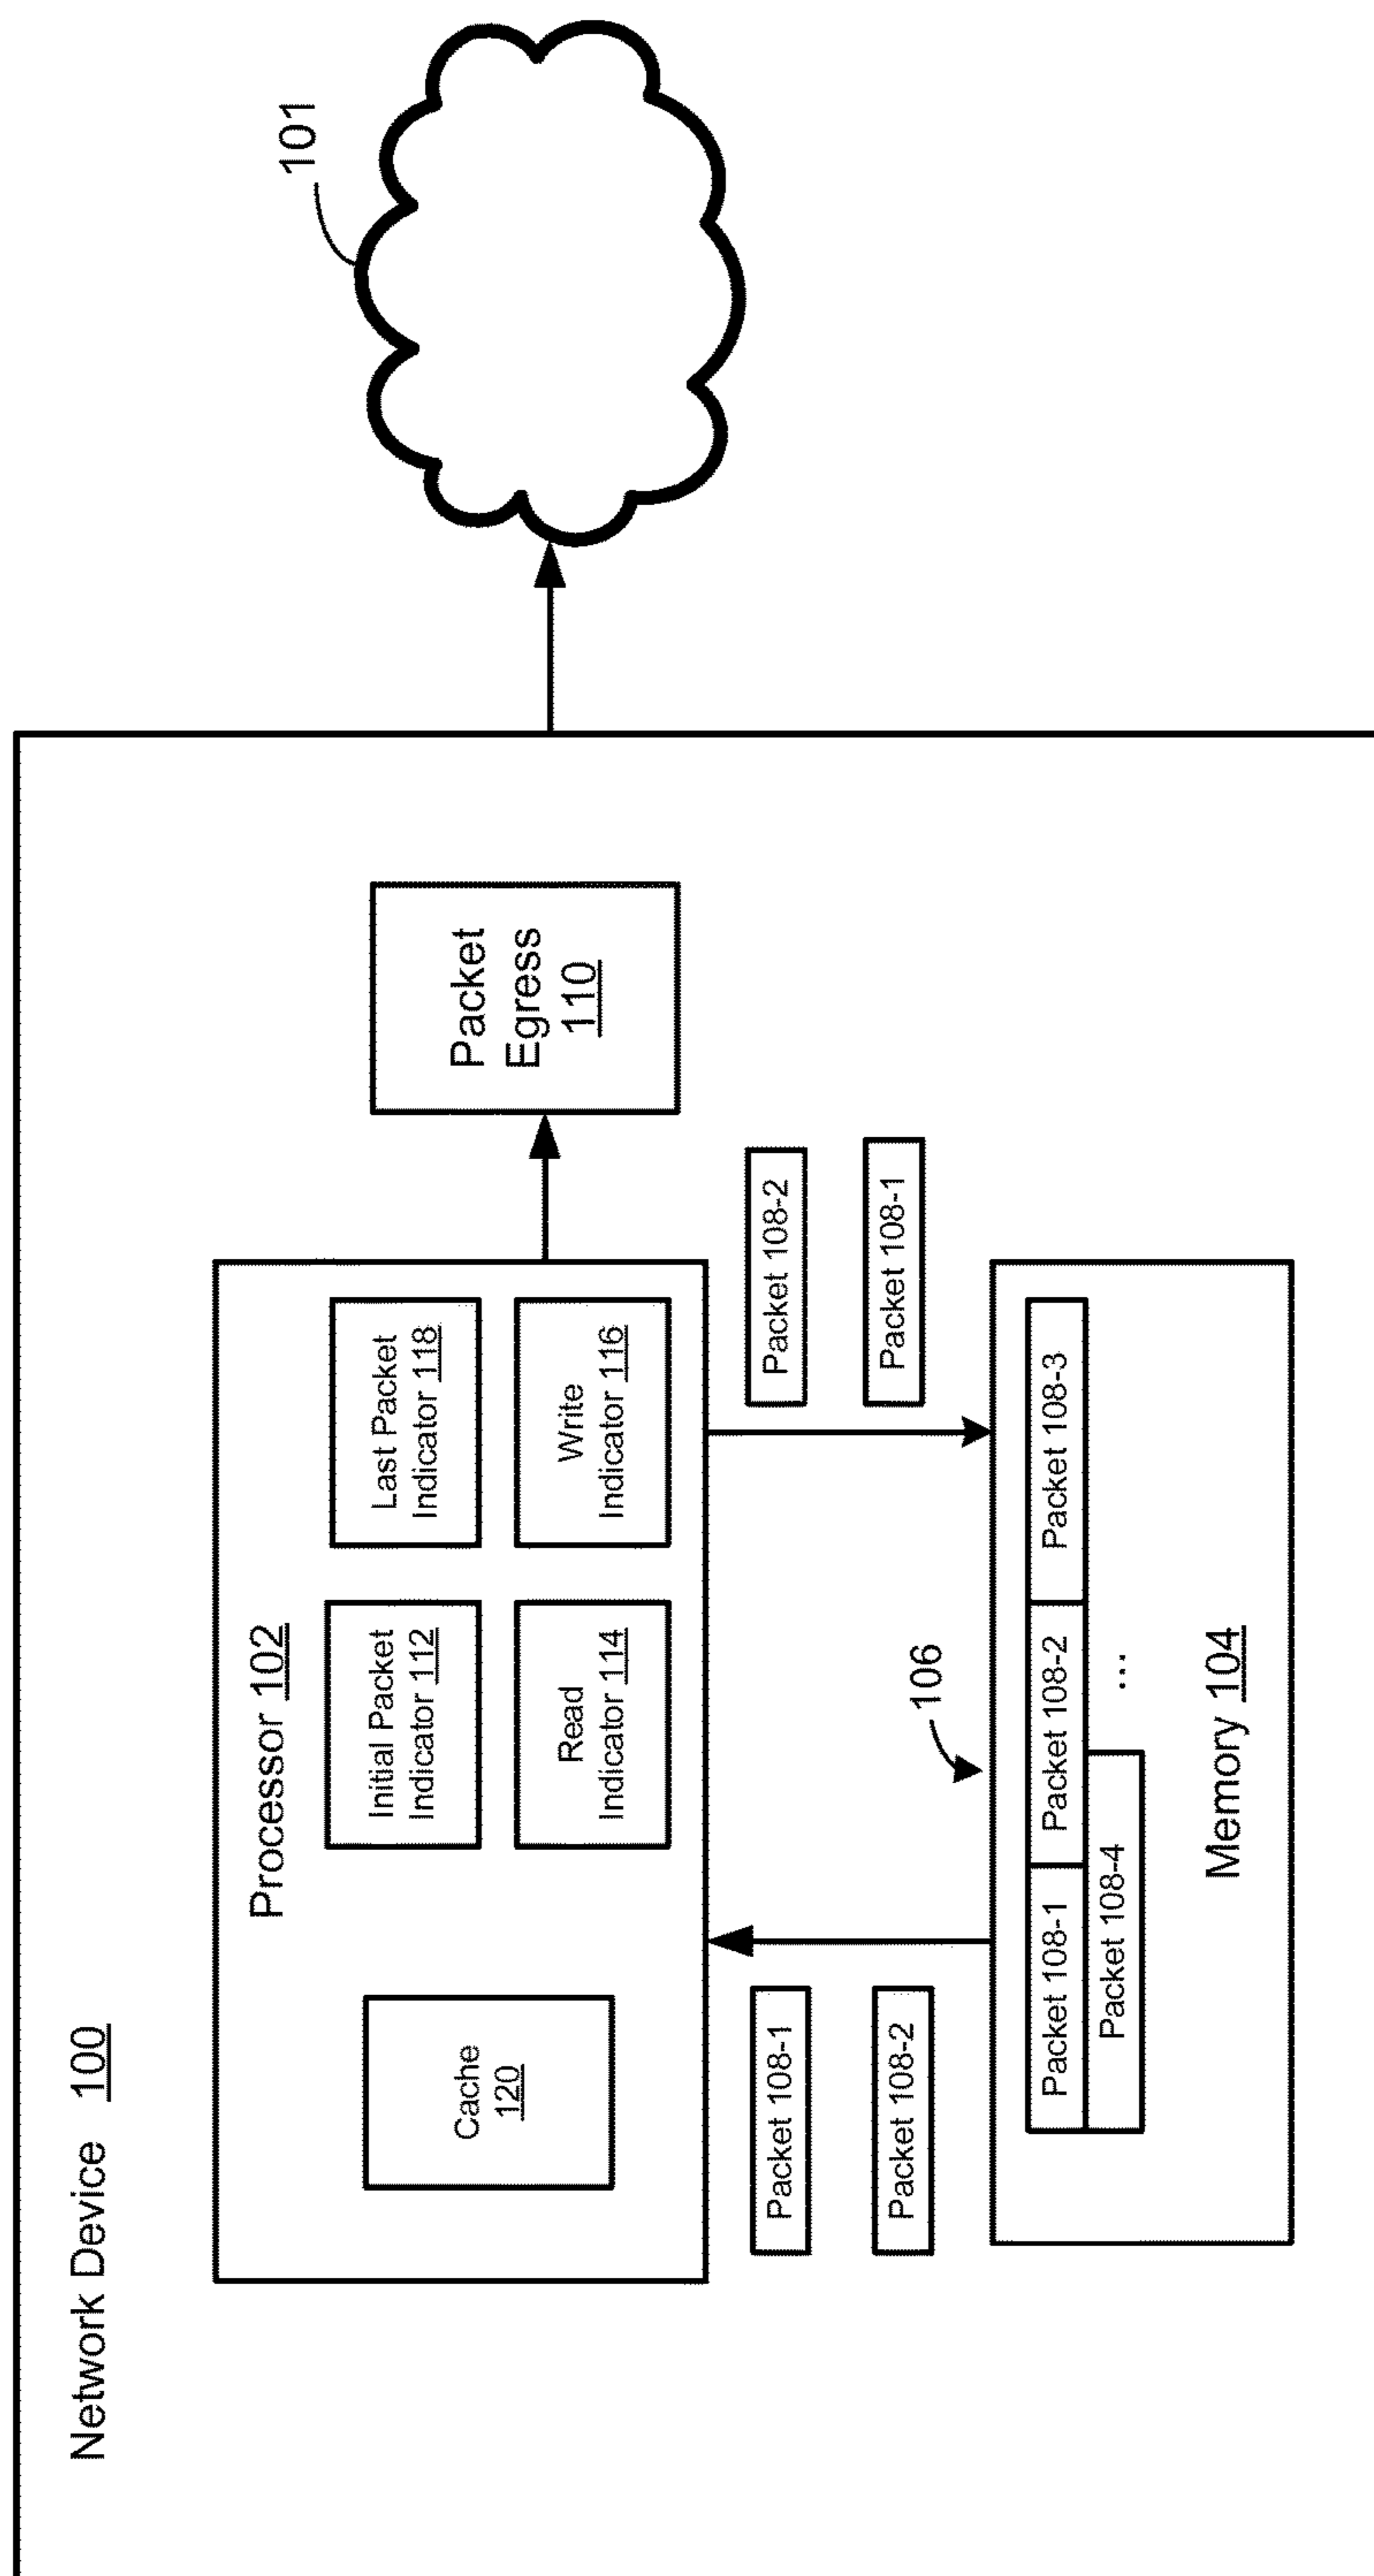 Network Device 100
Processor 102
Cache
120
Initial Packet
Indicator 112
Last Packet
Indicator 118
Read
Indicator 114
Write
Indicator 116
Packet
Egress
110
101
Packet 108-1
Packet 108-2
106
Packet 108-2
Packet 108-1
Packet 108-1
Packet 108-2
Packet 108-3
Packet 108-4
...
Memory 104